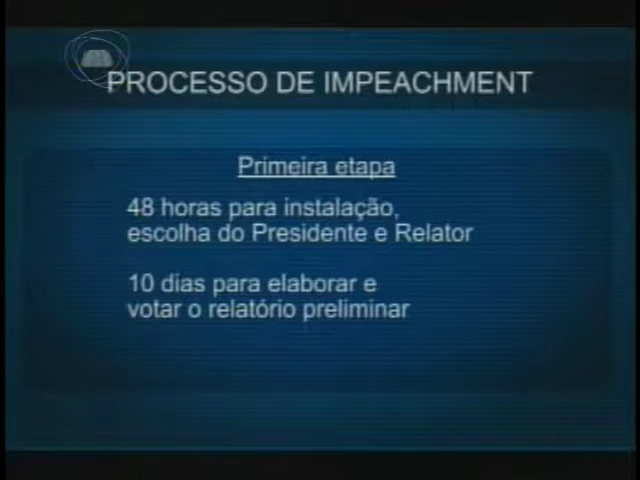 PROCESSO DE IMPEACHMENT
Primeira etapa
48 horas para instalação,
escolha do Presidente e Relator
10 dias para elaborar e
votar o relatório preliminar